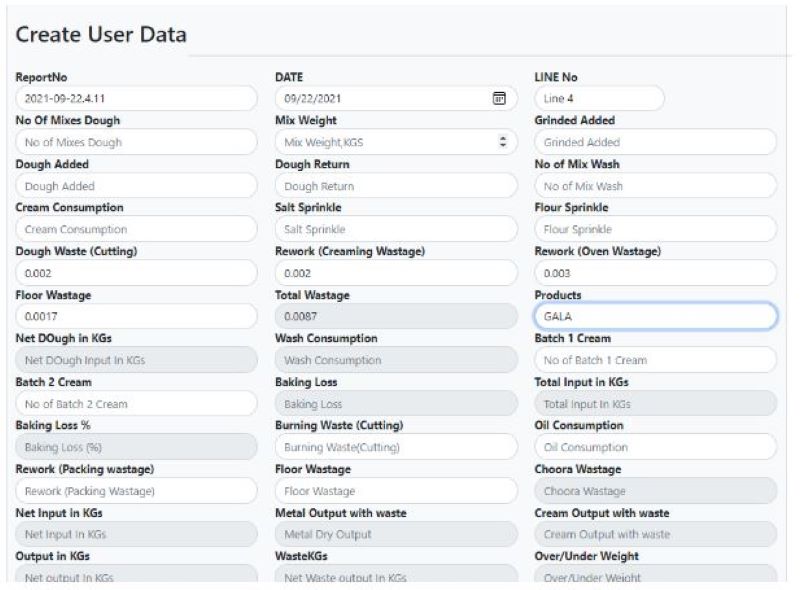 Create User Data
ReportNo DATE LINE No
2021-09-22.4.11 09/22/2021 Line 4
No Of Mixes Dough Mix Weight Grinded Added
No of Mixes Dough Mix Weight,KGS Grinded Added
Dough Added Dough Return No of Mix Wash
Dough Added Dough Return No of Mix Wash
Cream Consumption Salt Sprinkle Flour Sprinkle
Cream Consumption Salt Sprinkle Flour Sprinkle
Dough Waste (Cutting) Rework (Creaming Wastage) Rework (Oven Wastage)
0.002 0.002 0.003
Floor Wastage Total Wastage Products
0.0017 0.0087 GALA
Net DOugh in KGs Wash Consumption Batch 1 Cream
Net DOugh Input In KGs Wash Consumption No of Batch 1 Cream
Batch 2 Cream Baking Loss Total Input in KGs
No of Batch 2 Cream Baking Loss Total Input In KGs
Baking Loss % Burning Waste (Cutting) Oil Consumption
Baking Loss (%) Burning Waste(Cutting) Oil Consumption
Rework (Packing wastage) Floor Wastage Choora Wastage
Rework (Packing Wastage) Floor Wastage Choora Wastage
Net Input in KGs Metal Output with waste Cream Output with waste
Net Input In KGs Metal Dry Output Cream Output with waste
Output in KGs WasteKGs Over/Under Weight
Net output In KGs Net Waste output In KGs Over/Under Weight